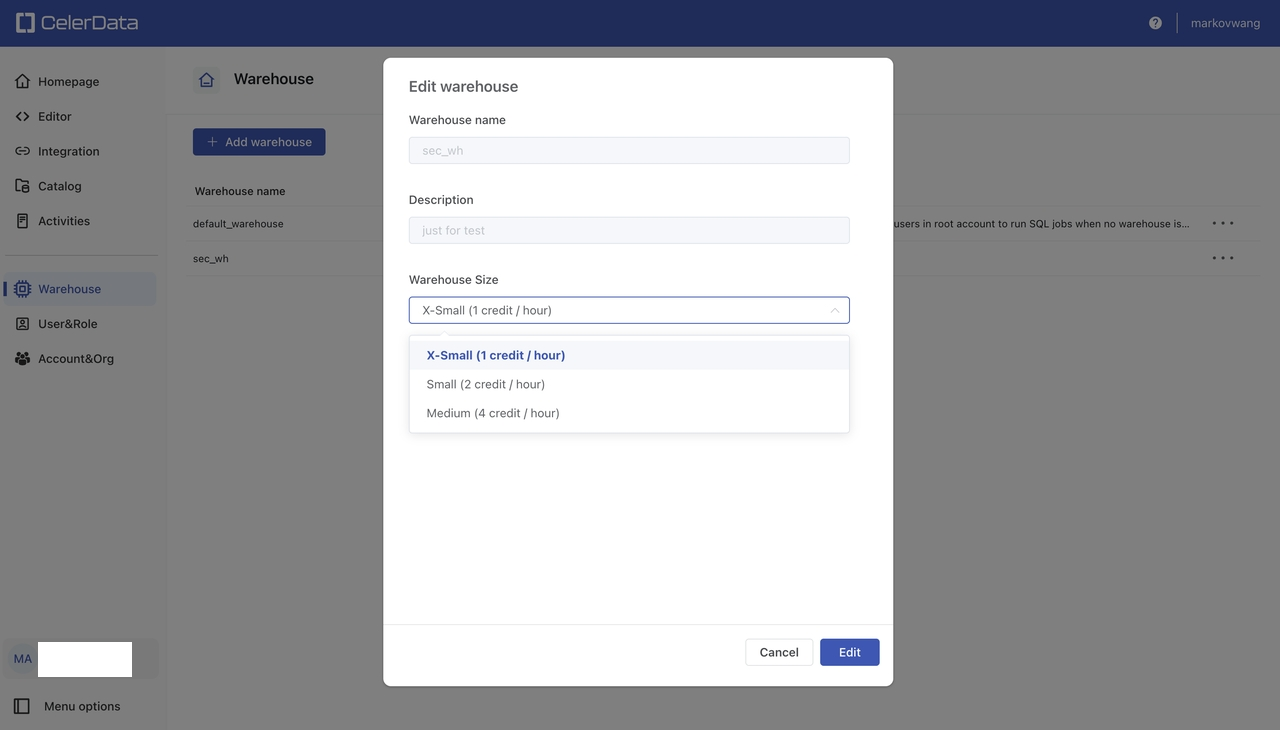 CelerData
markovwang
Homepage
Editor
Integration
Catalog
Activities
Warehouse
User&Role
Account&Org
MA
Menu options
Warehouse
+ Add warehouse
Warehouse name
default_warehouse
users in root account to run SQL jobs when no warehouse is...
sec_wh
Edit warehouse
Warehouse name
sec_wh
Description
just for test
Warehouse Size
X-Small (1 credit / hour)
X-Small (1 credit / hour)
Small (2 credit / hour)
Medium (4 credit / hour)
Cancel
Edit